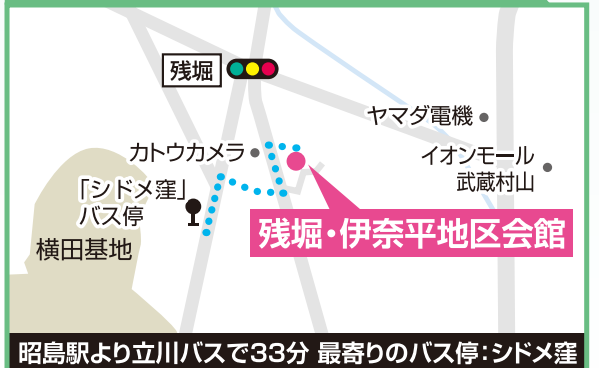 残堀
ヤマダ電機
カトウカメラ
イオンモール
武蔵村山
「シドメ窪」
バス停
残堀・伊奈平地区会館
横田基地
昭島駅より立川バスで33分 最寄りのバス停：シドメ窪